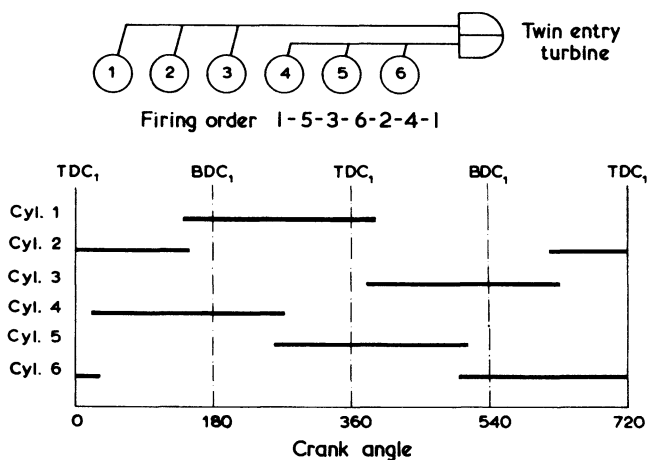 Twin entry
turbine
1 2 3 4 5 6
Firing order 1-5-3-6-2-4-1
TDC₁ BDC₁ TDC₁ BDC₁ TDC₁
Cyl. 1
Cyl. 2
Cyl. 3
Cyl. 4
Cyl. 5
Cyl. 6
0 180 360 540 720
Crank angle